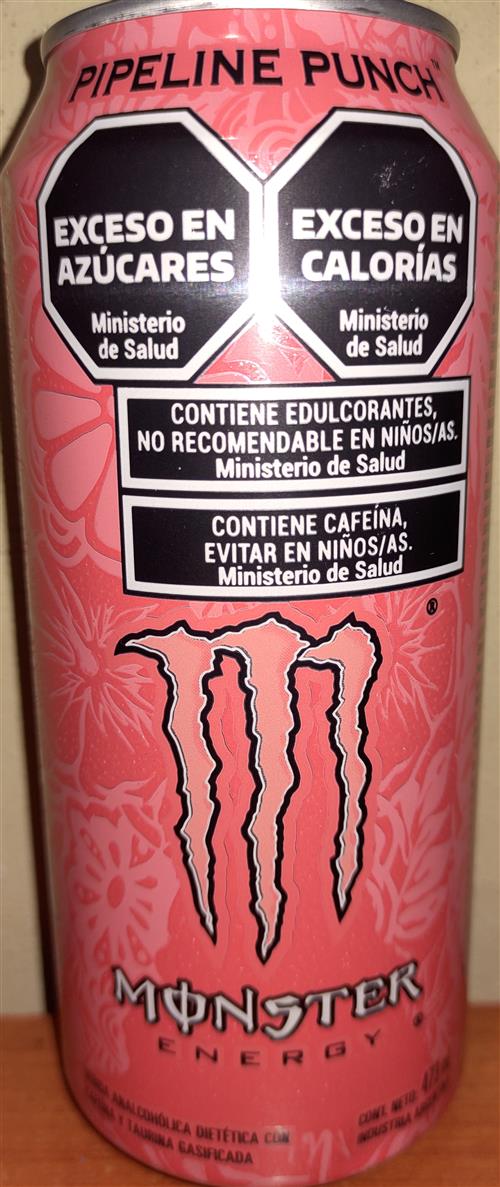 PIPELINE PUNCH™
EXCESO EN
AZÚCARES
Ministerio
de Salud
EXCESO EN
CALORÍAS
Ministerio
de Salud
CONTIENE EDULCORANTES,
NO RECOMENDABLE EN NIÑOS/AS.
Ministerio de Salud
CONTIENE CAFEÍNA,
EVITAR EN NIÑOS/AS.
Ministerio de Salud
®
MONSTER
®
ENERGY
ANALCOHÓLICA DIETÉTICA CON
CAFEÍNA Y TAURINA GASIFICADA
CONT. NETO: 473
INDUSTRIA